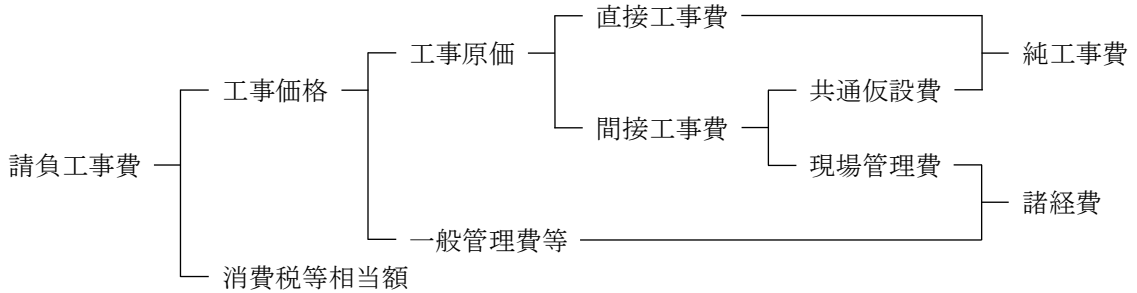 直接工事費
工事原価
純工事費
工事価格
共通仮設費
間接工事費
請負工事費
現場管理費
諸経費
一般管理費等
消費税等相当額